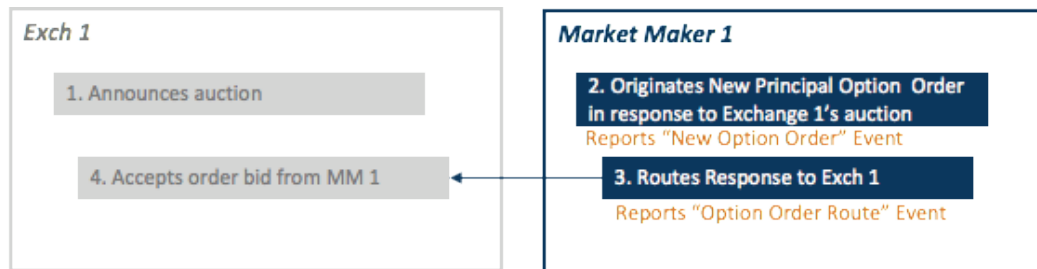 Exch 1
1. Announces auction
4. Accepts order bid from MM 1
Market Maker 1
2. Originates New Principal Option Order
in response to Exchange 1's auction
Reports "New Option Order" Event
3. Routes Response to Exch 1
Reports "Option Order Route" Event